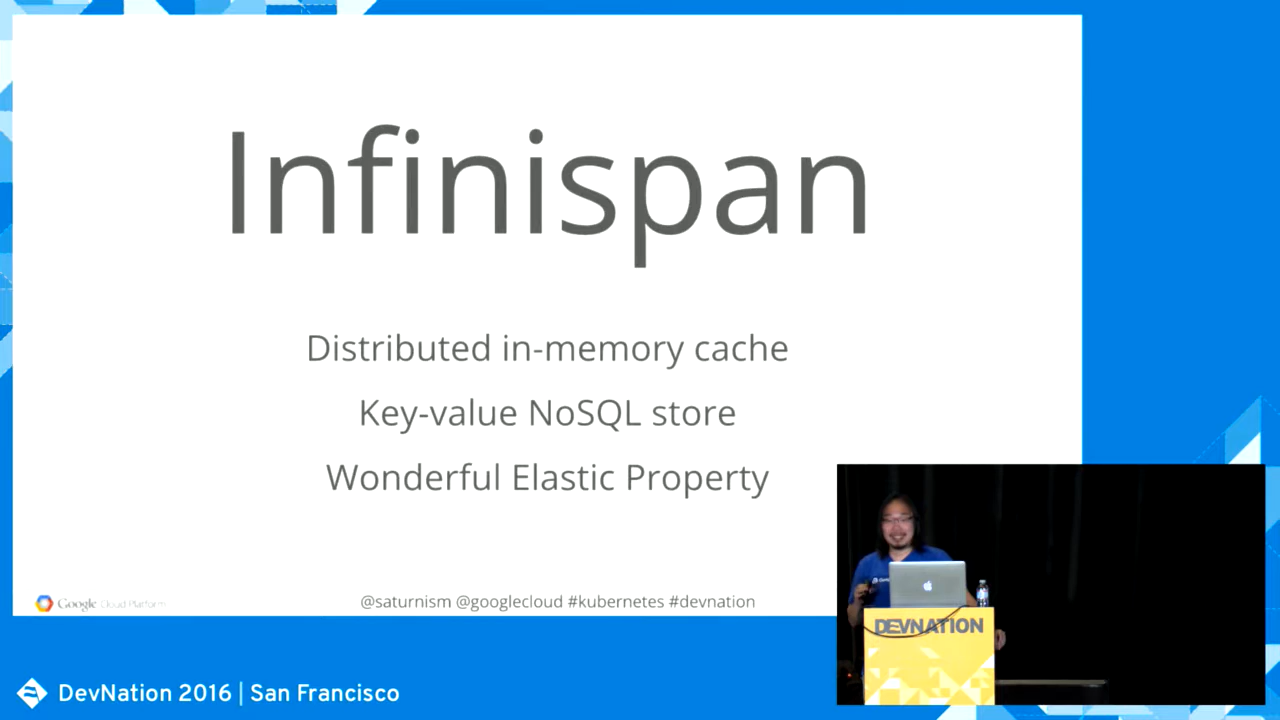 Infinispan
Distributed in-memory cache
Key-value NoSQL store
Wonderful Elastic Property
Google Cloud Platform
@saturnism @googlecloud #kubernetes #devnation
DEVNATION
DevNation 2016 | San Francisco